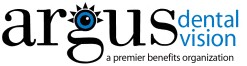 argus dental
vision
a premier benefits organization